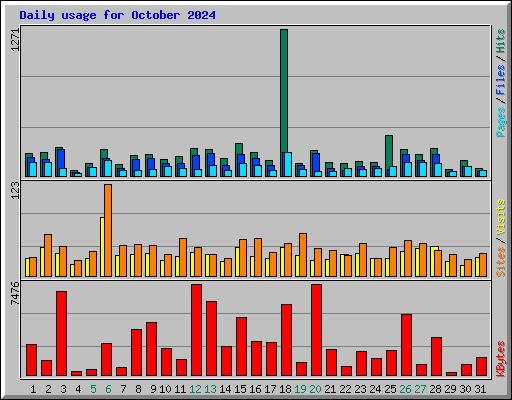 Daily usage for October 2024
1271
Pages / Files / Hits
123
Sites / Visits
7476
KBytes
1 2 3 4 5 6 7 8 9 10 11 12 13 14 15 16 17 18 19 20 21 22 23 24 25 26 27 28 29 30 31